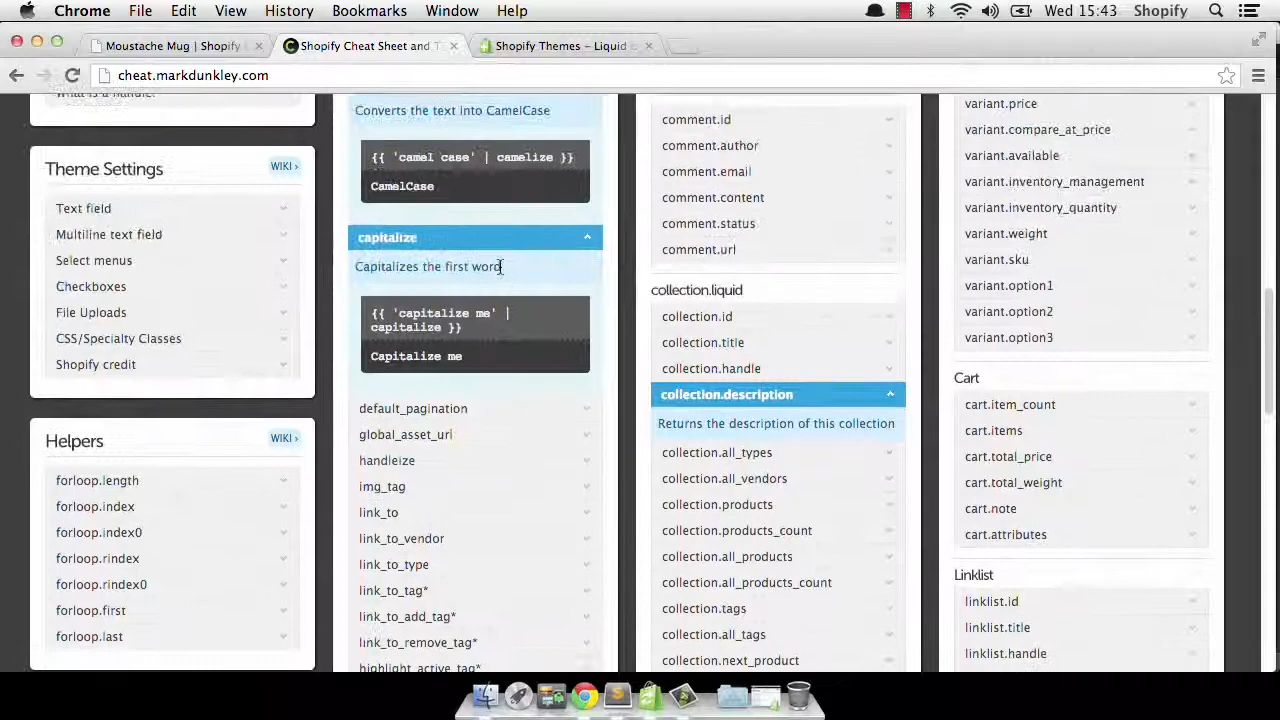 Chrome File Edit View History Bookmarks Window Help
Wed 15:43 Shopify
Moustache Mug | Shopify
Shopify Cheat Sheet and T
Shopify Themes – Liquid
cheat.markdunkley.com
What is a handle?
Theme Settings
WIKI ›
Text field
Multiline text field
Select menus
Checkboxes
File Uploads
CSS/Specialty Classes
Shopify credit
Helpers
WIKI ›
forloop.length
forloop.index
forloop.index0
forloop.rindex
forloop.rindex0
forloop.first
forloop.last
Converts the text into CamelCase
{{ 'camel case' | camelize }}
CamelCase
capitalize
Capitalizes the first word
{{ 'capitalize me' |
capitalize }}
Capitalize me
default_pagination
global_asset_url
handleize
img_tag
link_to
link_to_vendor
link_to_type
link_to_tag*
link_to_add_tag*
link_to_remove_tag*
highlight_active_tag*
comment.id
comment.author
comment.email
comment.content
comment.status
comment.url
collection.liquid
collection.id
collection.title
collection.handle
collection.description
Returns the description of this collection
collection.all_types
collection.all_vendors
collection.products
collection.products_count
collection.all_products
collection.all_products_count
collection.tags
collection.all_tags
collection.next_product
variant.price
variant.compare_at_price
variant.available
variant.inventory_management
variant.inventory_quantity
variant.weight
variant.sku
variant.option1
variant.option2
variant.option3
Cart
cart.item_count
cart.items
cart.total_price
cart.total_weight
cart.note
cart.attributes
Linklist
linklist.id
linklist.title
linklist.handle